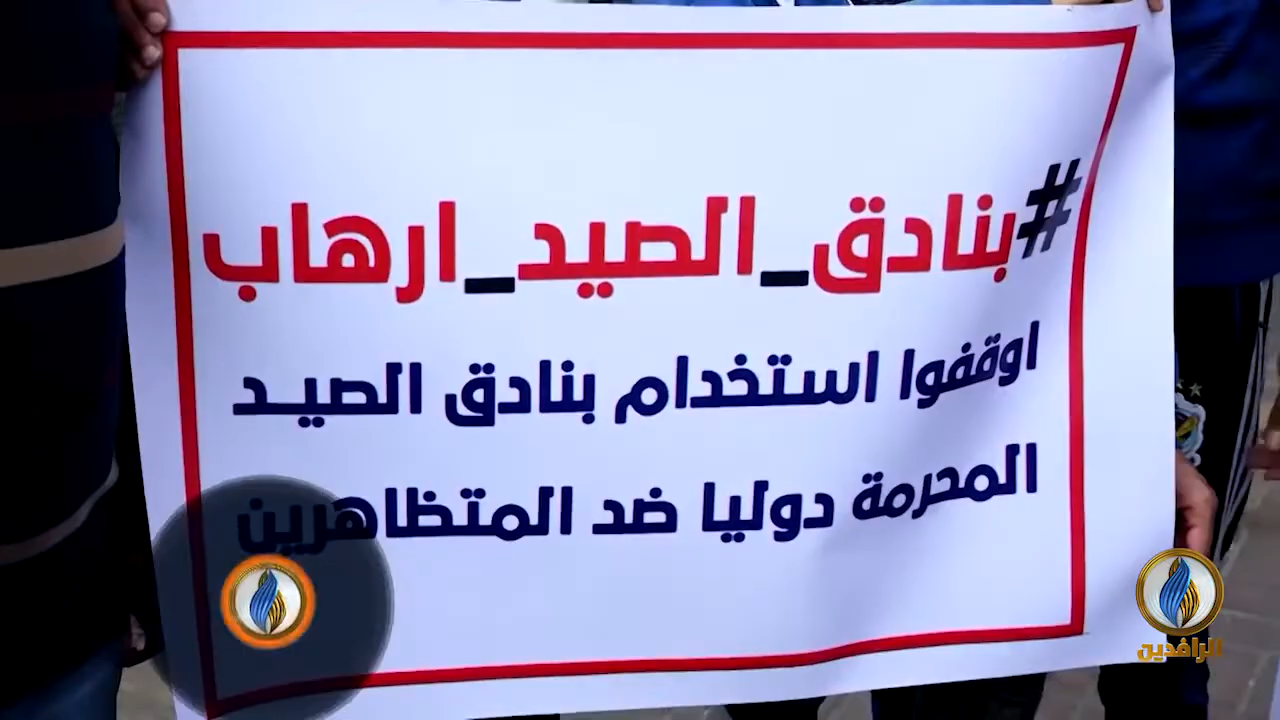 #بنادق_الصيد_ارهاب
اوقفوا استخدام بنادق الصيـد
المحرمة دوليا ضد المتظاهرين
الرافدين